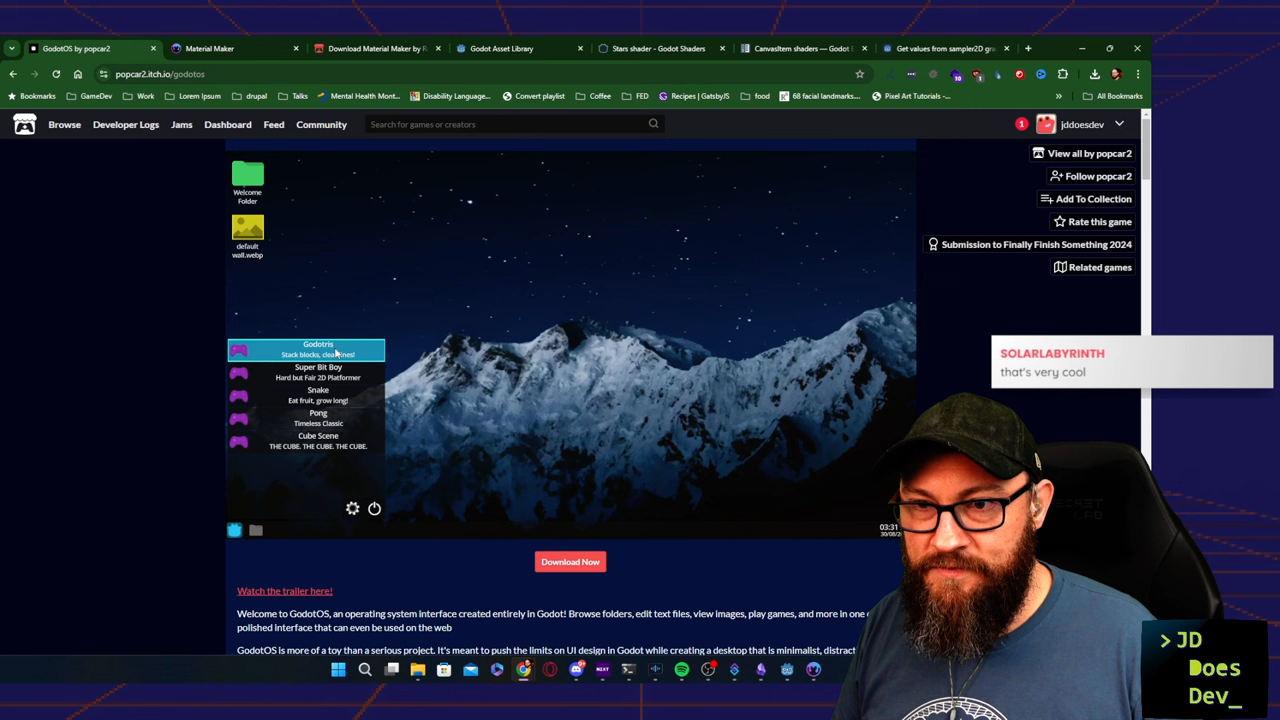 GodotOS by popcar2
Material Maker
Download Material Maker by R
Godot Asset Library
Stars shader - Godot Shaders
CanvasItem shaders — Godot E
Get values from sampler2D gra
popcar2.itch.io/godotos
Bookmarks
GameDev
Work
Lorem Ipsum
drupal
Talks
Mental Health Mont...
Disability Language...
Convert playlist
Coffee
FED
Recipes | GatsbyJS
food
68 facial landmarks...
Pixel Art Tutorials -...
All Bookmarks
Browse
Developer Logs
Jams
Dashboard
Feed
Community
Search for games or creators
1
jddoesdev
View all by popcar2
Follow popcar2
Add To Collection
Rate this game
Submission to Finally Finish Something 2024
Related games
Welcome
Folder
default
wall.webp
Godotris
Stack blocks, clear lines!
Super Bit Boy
Hard but Fair 2D Platformer
Snake
Eat fruit, grow long!
Pong
Timeless Classic
Cube Scene
THE CUBE. THE CUBE. THE CUBE.
03:31
30/08/2
SOLARLABYRINTH
that's very cool
Download Now
Watch the trailer here!
Welcome to GodotOS, an operating system interface created entirely in Godot! Browse folders, edit text files, view images, play games, and more in one
polished interface that can even be used on the web
GodotOS is more of a toy than a serious project. It's meant to push the limits on UI design in Godot while creating a desktop that is minimalist, distract
> JD
Does
Dev_